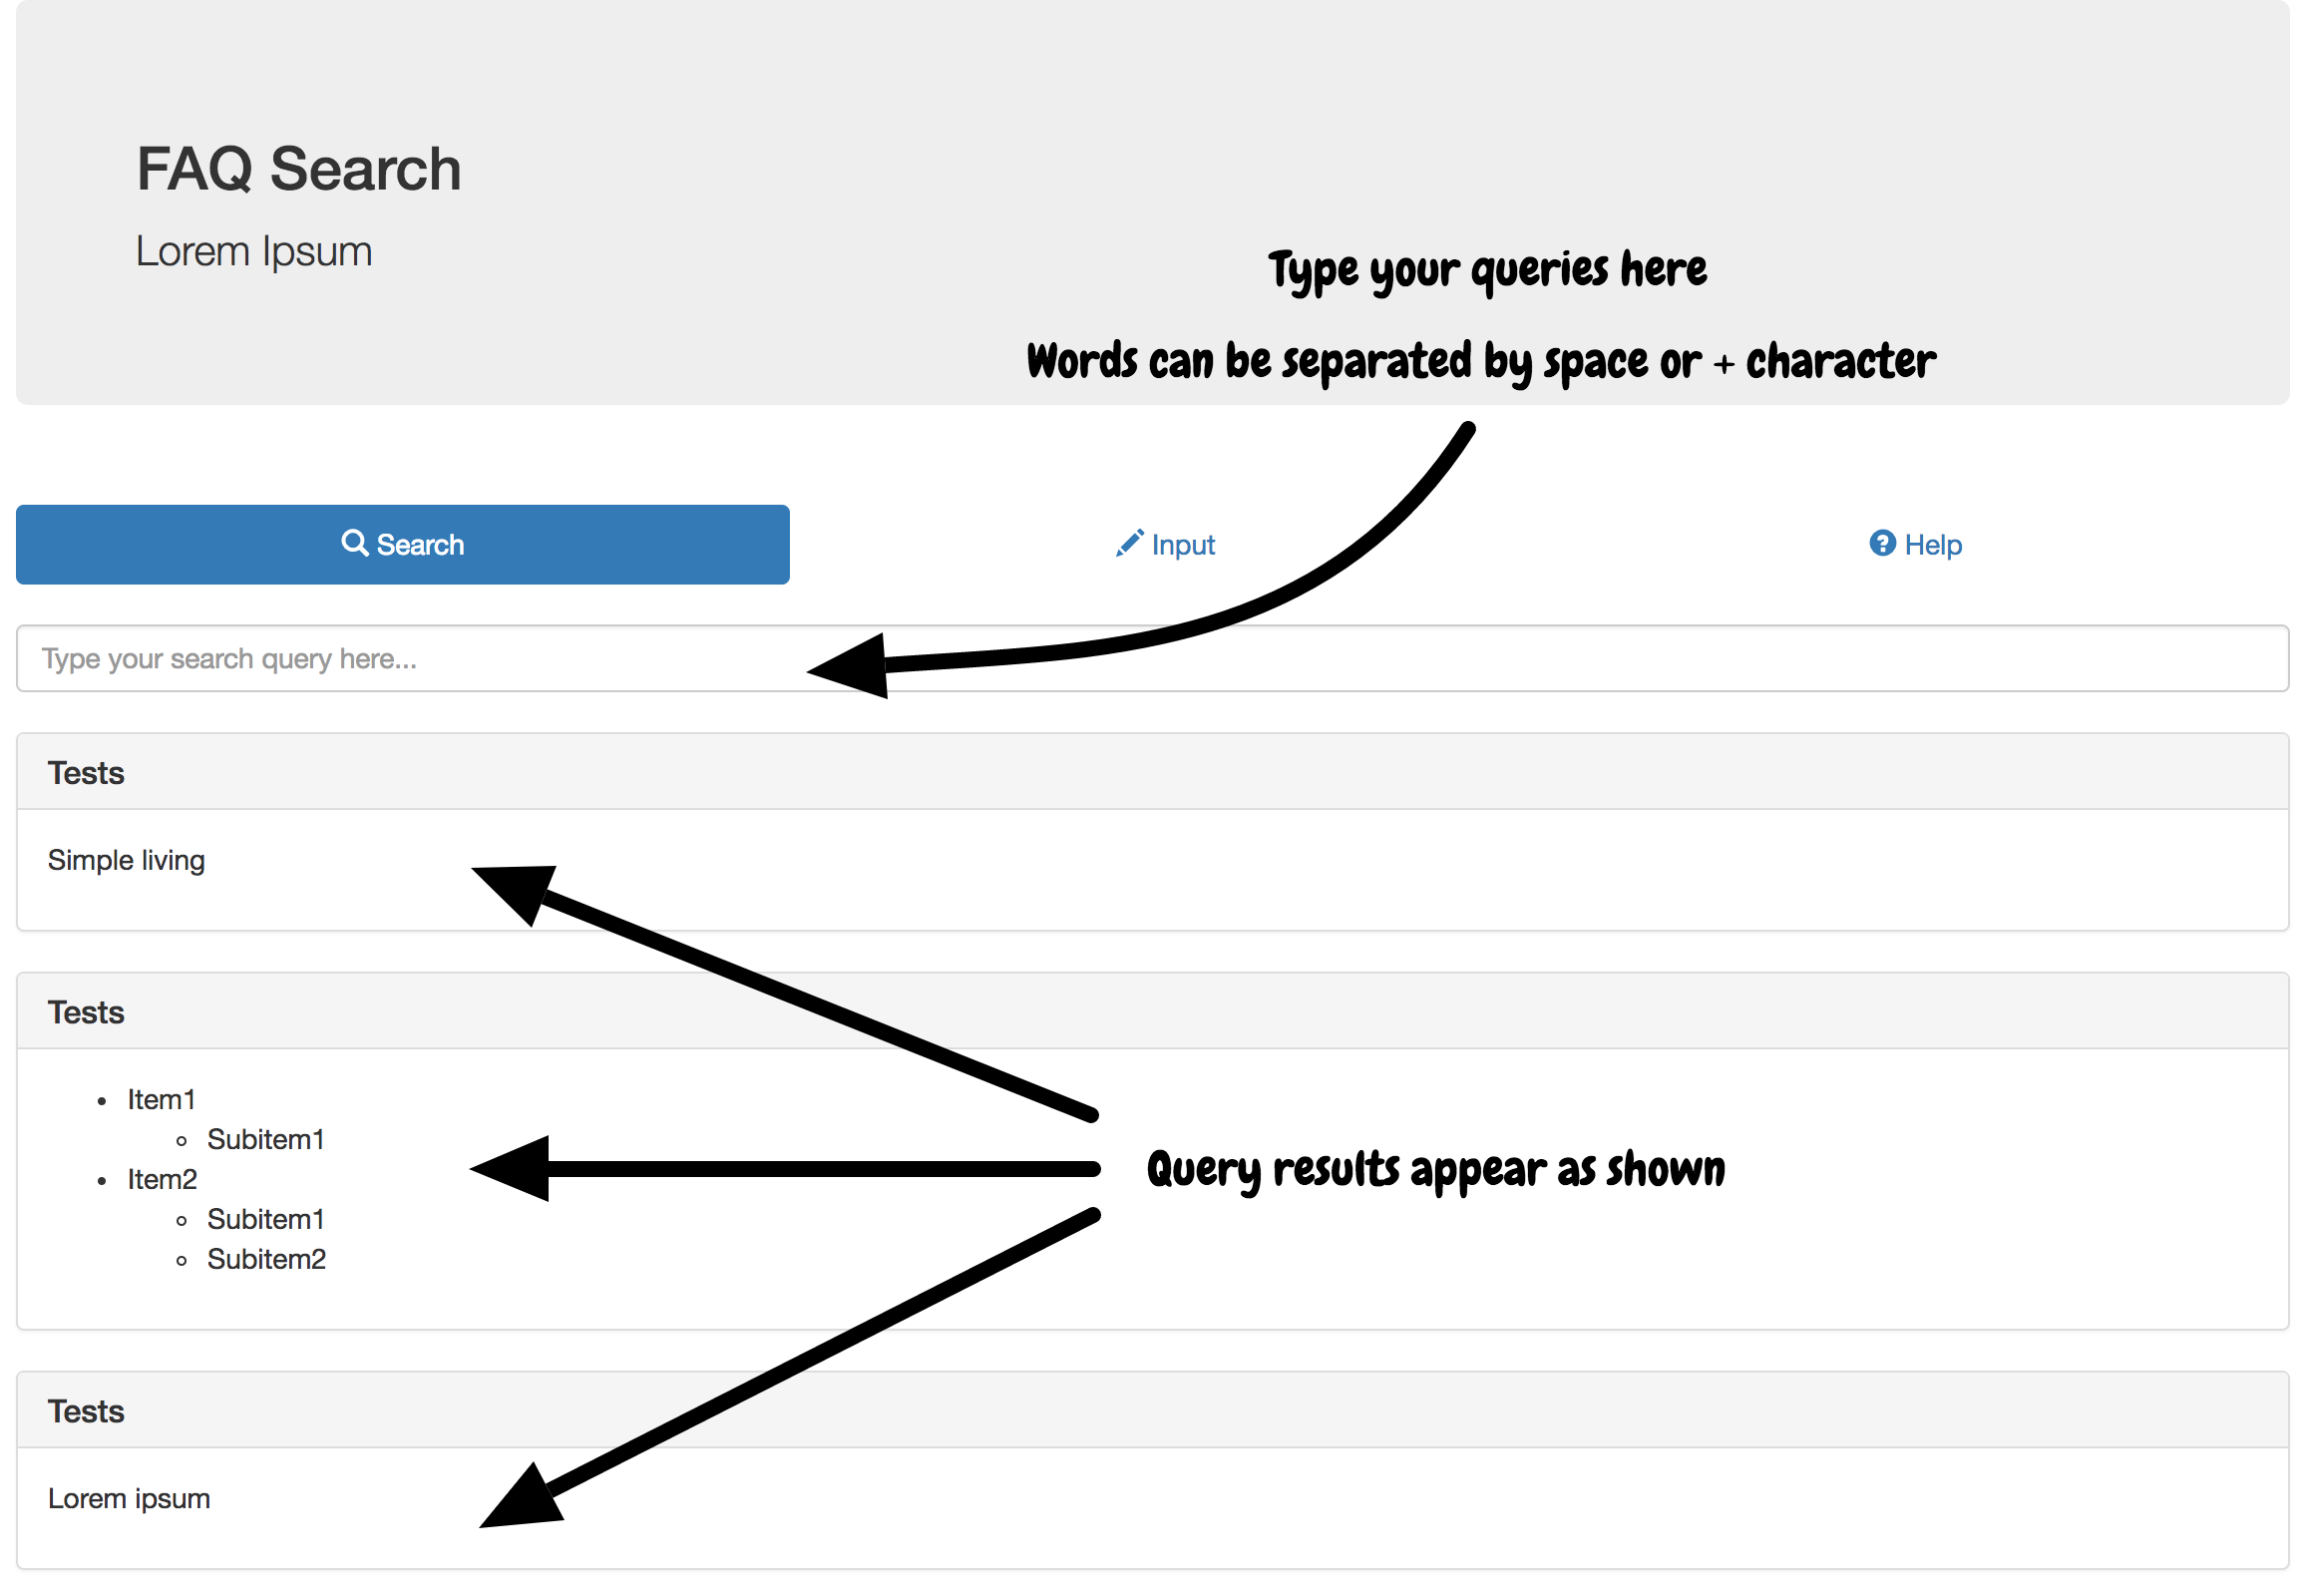 FAQ Search
Lorem Ipsum
Type your queries here
Words can be separated by space or + character
Search
Input
Help
Type your search query here...
Tests
Simple living
Tests
Item1
Subitem1
Item2
Subitem1
Subitem2
Query results appear as shown
Tests
Lorem ipsum